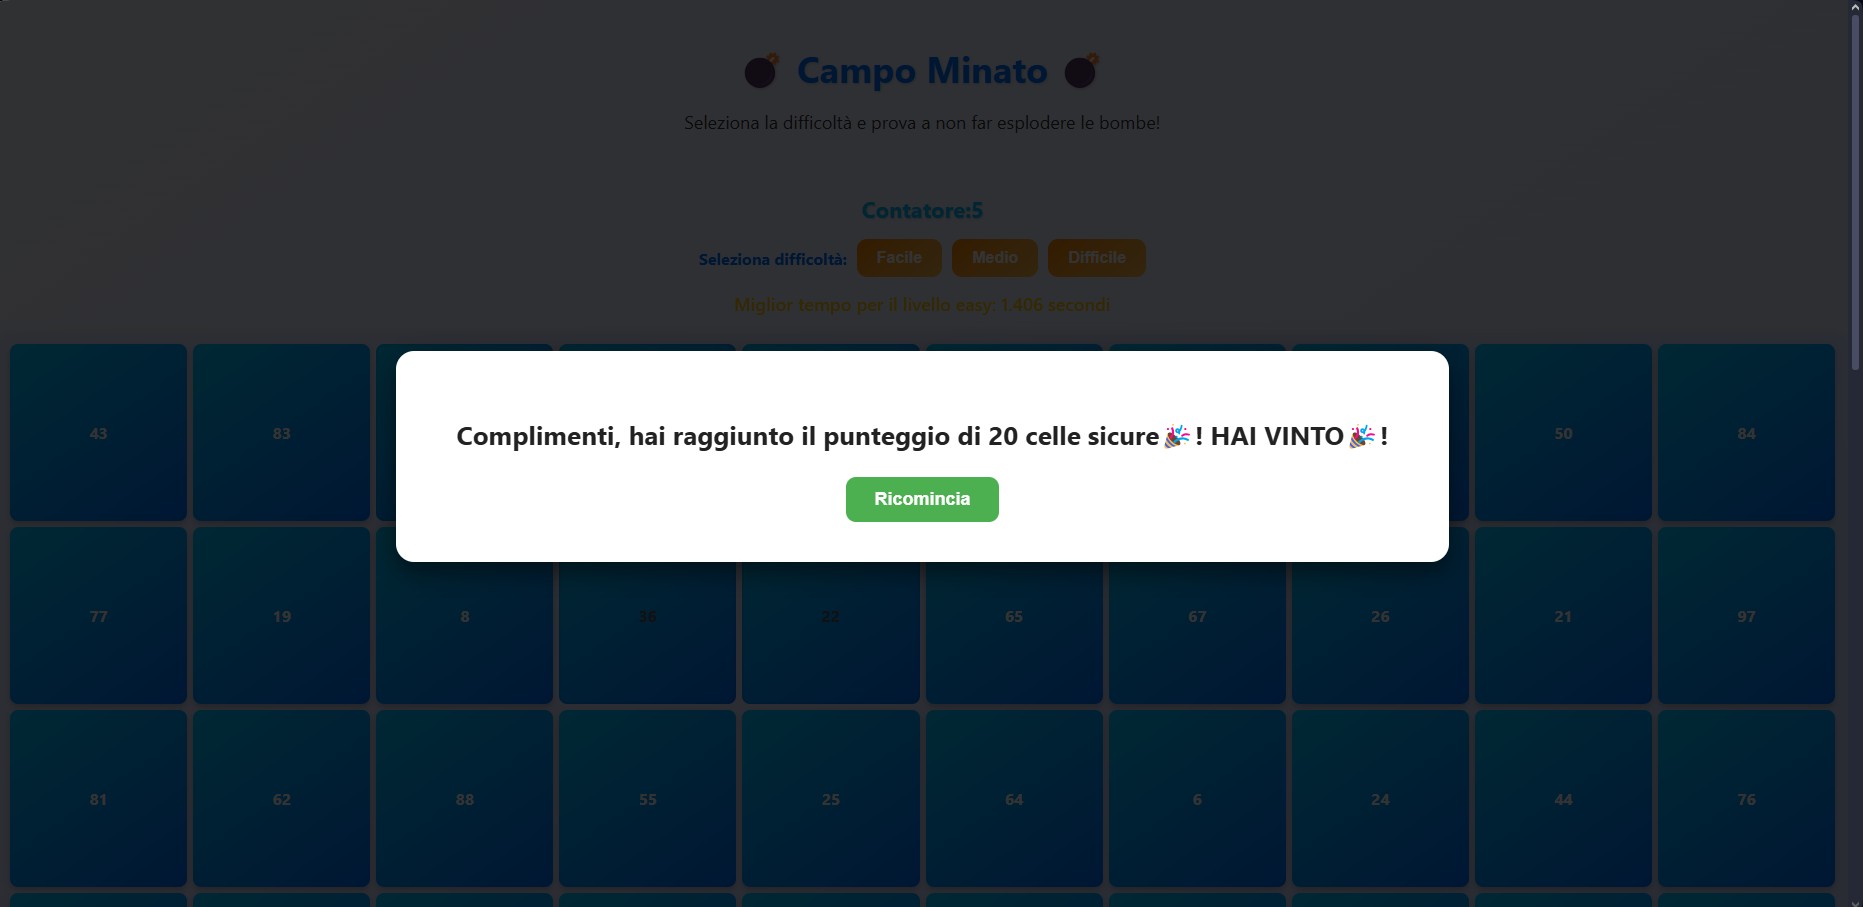 💣 Campo Minato 💣
Seleziona la difficoltà e prova a non far esplodere le bombe!
Contatore:5
Seleziona difficoltà: Facile Medio Difficile
Miglior tempo per il livello easy: 1.406 secondi
43 83 50 84
Complimenti, hai raggiunto il punteggio di 20 celle sicure🎉! HAI VINTO🎉!
Ricomincia
77 19 8 36 22 65 67 26 21 97
81 62 88 55 25 64 6 24 44 76